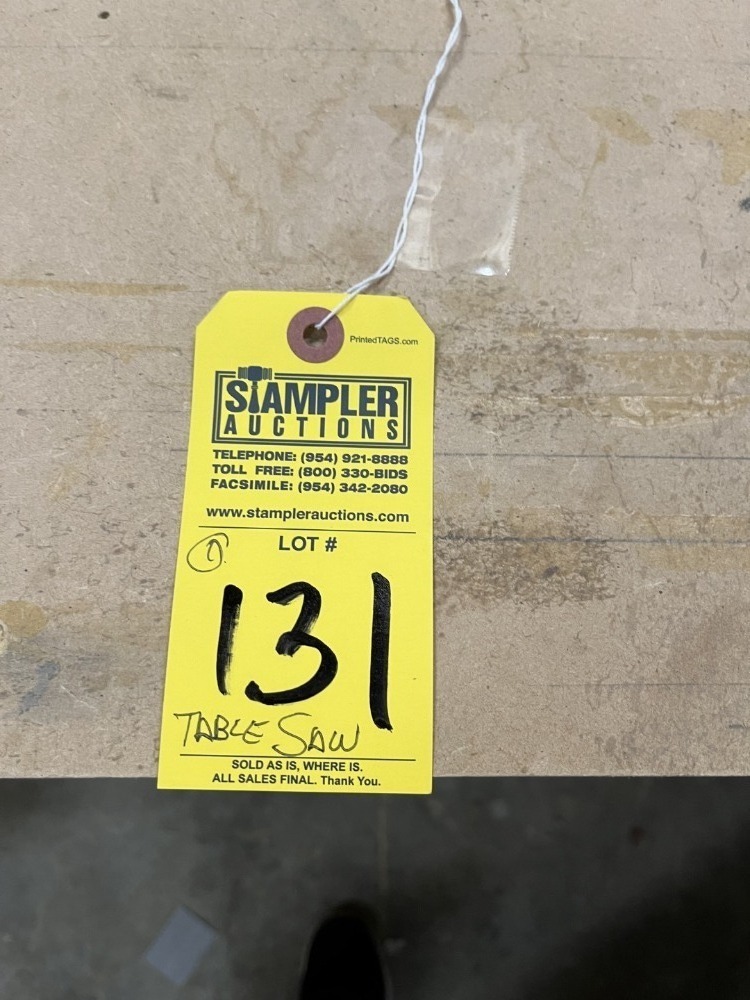 PrintedTAGS.com
STAMPLER
AUCTIONS
TELEPHONE: (954) 921-8888
TOLL FREE: (800) 330-BIDS
FACSIMILE: (954) 342-2080
www.stamplerauctions.com
LOT #
1
131
TABLE SAW
SOLD AS IS, WHERE IS.
ALL SALES FINAL. Thank You.